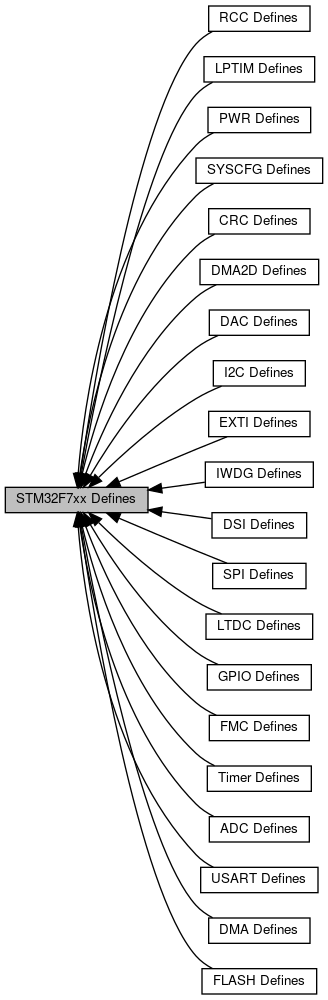 RCC Defines
LPTIM Defines
PWR Defines
SYSCFG Defines
CRC Defines
DMA2D Defines
DAC Defines
I2C Defines
EXTI Defines
IWDG Defines
STM32F7xx Defines
DSI Defines
SPI Defines
LTDC Defines
GPIO Defines
FMC Defines
Timer Defines
ADC Defines
USART Defines
DMA Defines
FLASH Defines